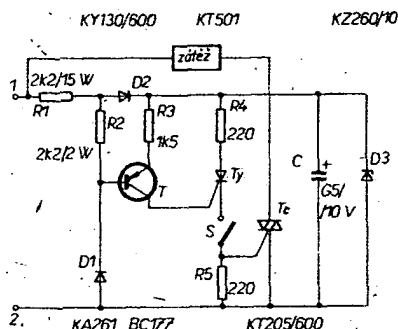 KY130/600 KT501 KZ260/10
zátěž
1
2k2/15 W
D2
R1
R2
R3
R4
1k5
220
2k2/2 W
Ty
C
+
D3
G5/
/10 V
T
S
Tc
D1
R5
220
2.
KA261 BC177 KT205/600